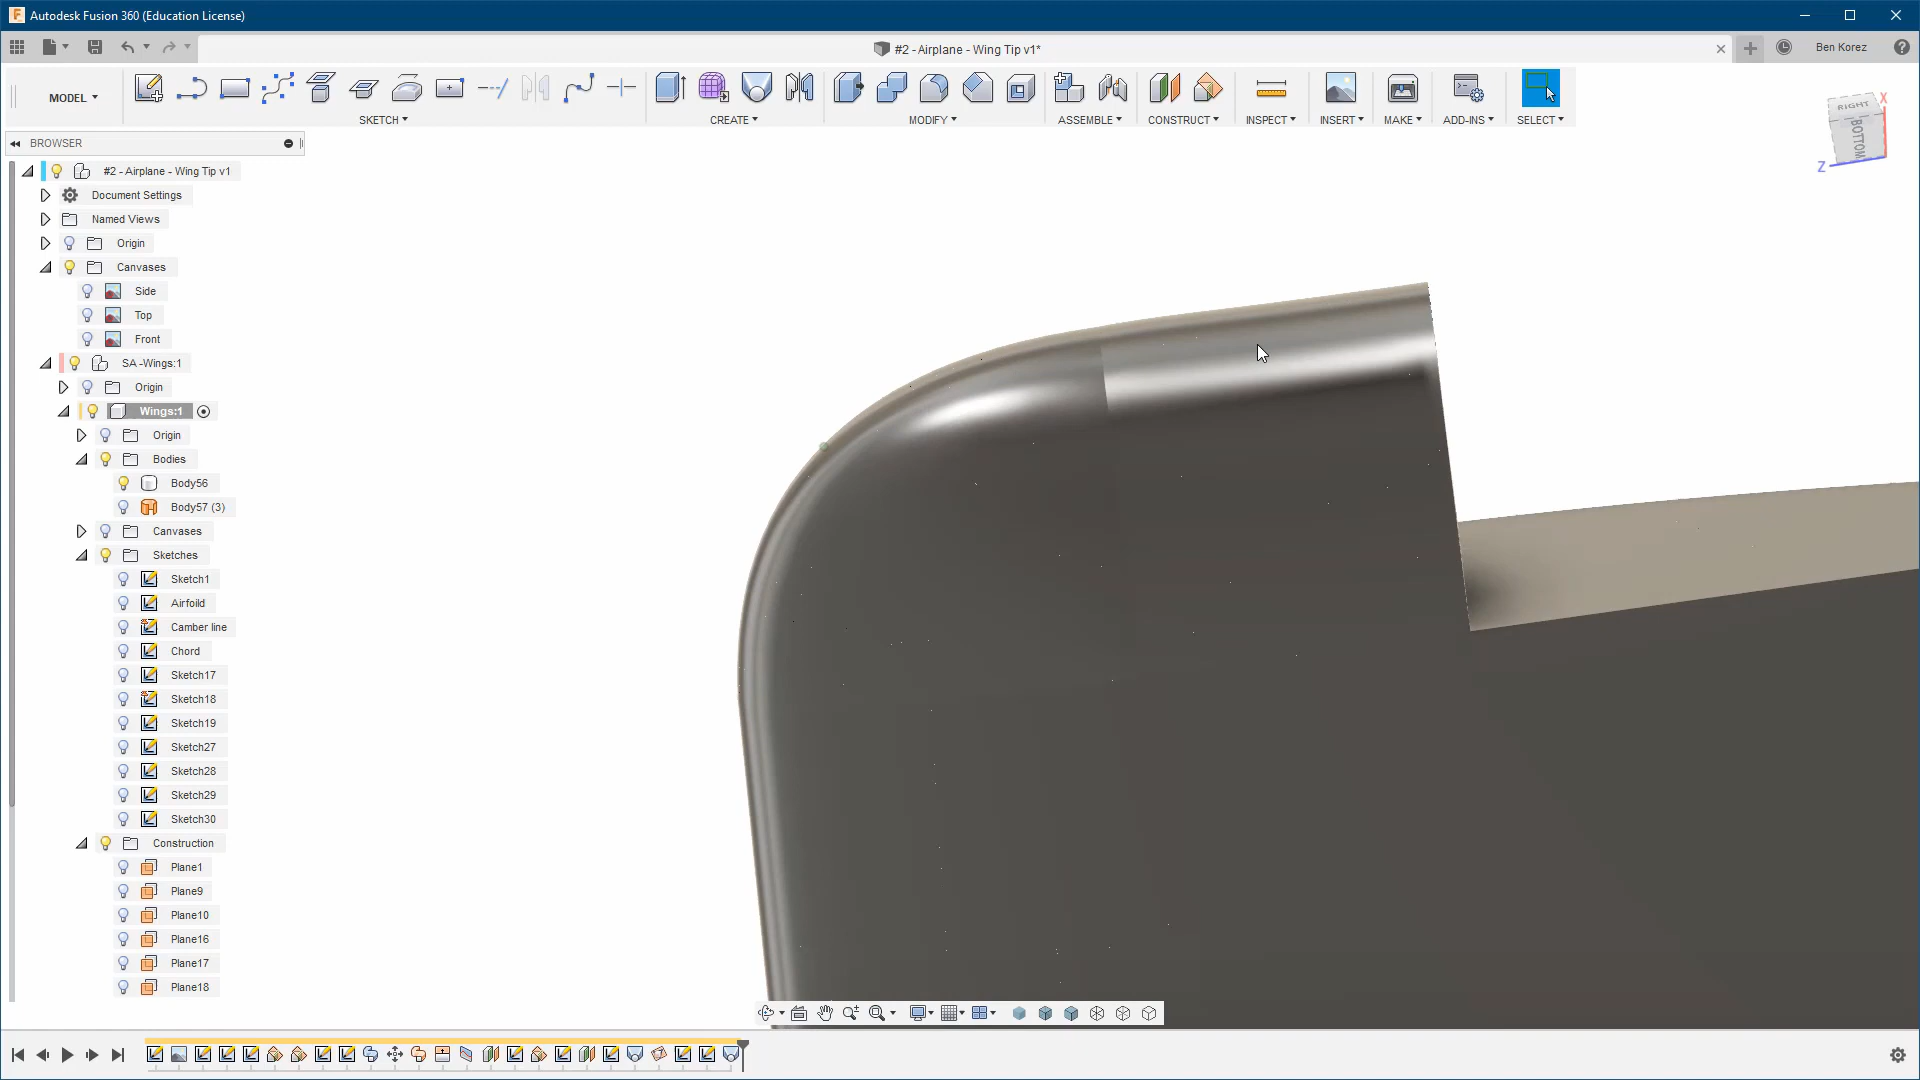 Autodesk Fusion 360 (Education License)
#2 - Airplane - Wing Tip v1*
Ben Korez
MODEL
SKETCH
CREATE
MODIFY
ASSEMBLE
CONSTRUCT
INSPECT
INSERT
MAKE
ADD-INS
SELECT
RIGHT
BOTTOM
X
Z
BROWSER
#2 - Airplane - Wing Tip v1
Document Settings
Named Views
Origin
Canvases
Side
Top
Front
SA -Wings:1
Origin
Wings:1
Origin
Bodies
Body56
Body57 (3)
Canvases
Sketches
Sketch1
Airfoild
Camber line
Chord
Sketch17
Sketch18
Sketch19
Sketch27
Sketch28
Sketch29
Sketch30
Construction
Plane1
Plane9
Plane10
Plane16
Plane17
Plane18